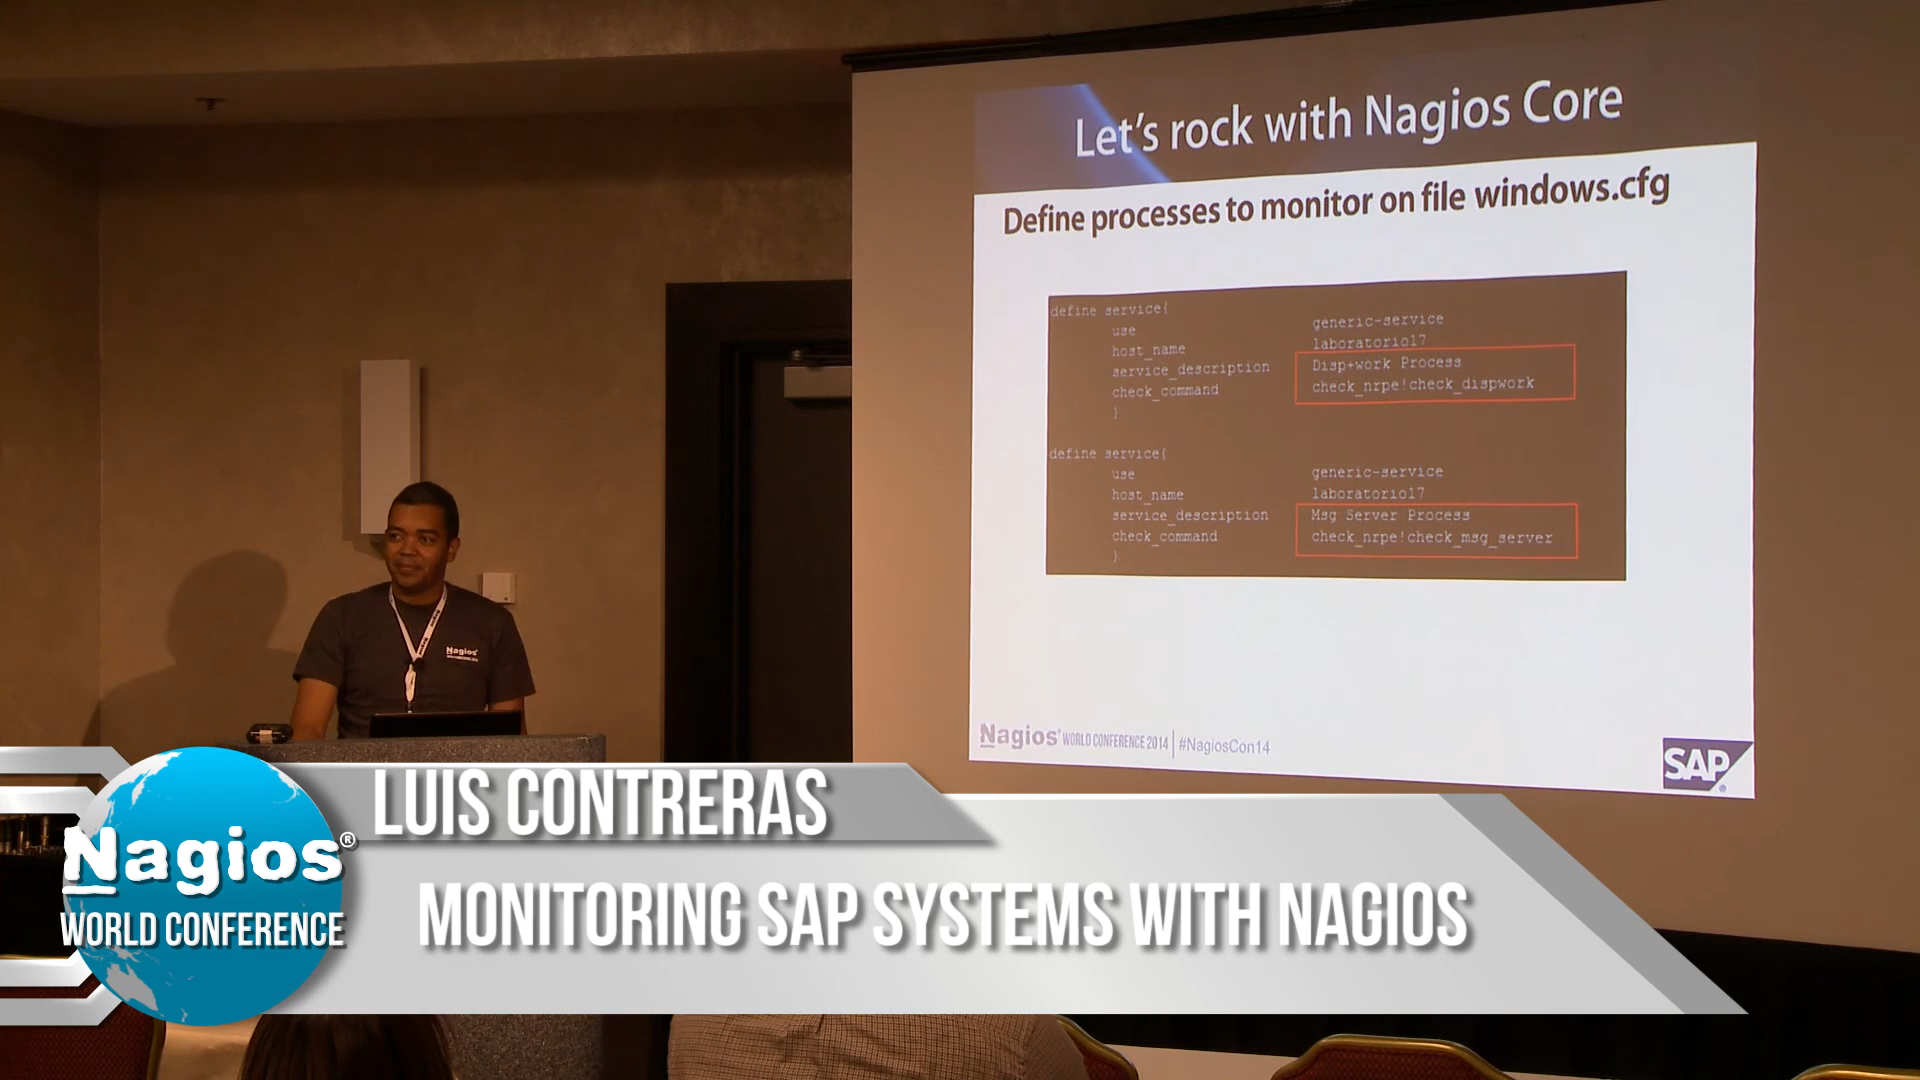 Let's rock with Nagios Core
Define processes to monitor on file windows.cfg
define service{
use generic-service
host_name laboratorio17
service_description Disp+work Process
check_command check_nrpe!check_dispwork
}
define service{
use generic-service
host_name laboratorio17
service_description Msg Server Process
check_command check_nrpe!check_msg_server
}
Nagios® WORLD CONFERENCE 2014 | #NagiosCon14
SAP ®
Nagios
LUIS CONTRERAS
MONITORING SAP SYSTEMS WITH NAGIOS
Nagios®
WORLD CONFERENCE